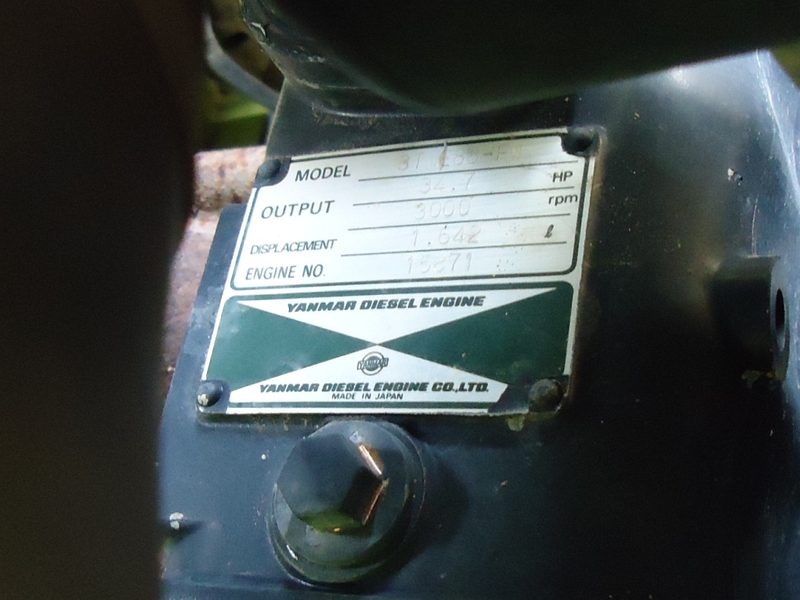 MODEL
OUTPUT 34.7 HP
3000 rpm
DISPLACEMENT 1.642 ℓ
ENGINE NO.
YANMAR DIESEL ENGINE
YANMAR
YANMAR DIESEL ENGINE CO.,LTD.
MADE IN JAPAN